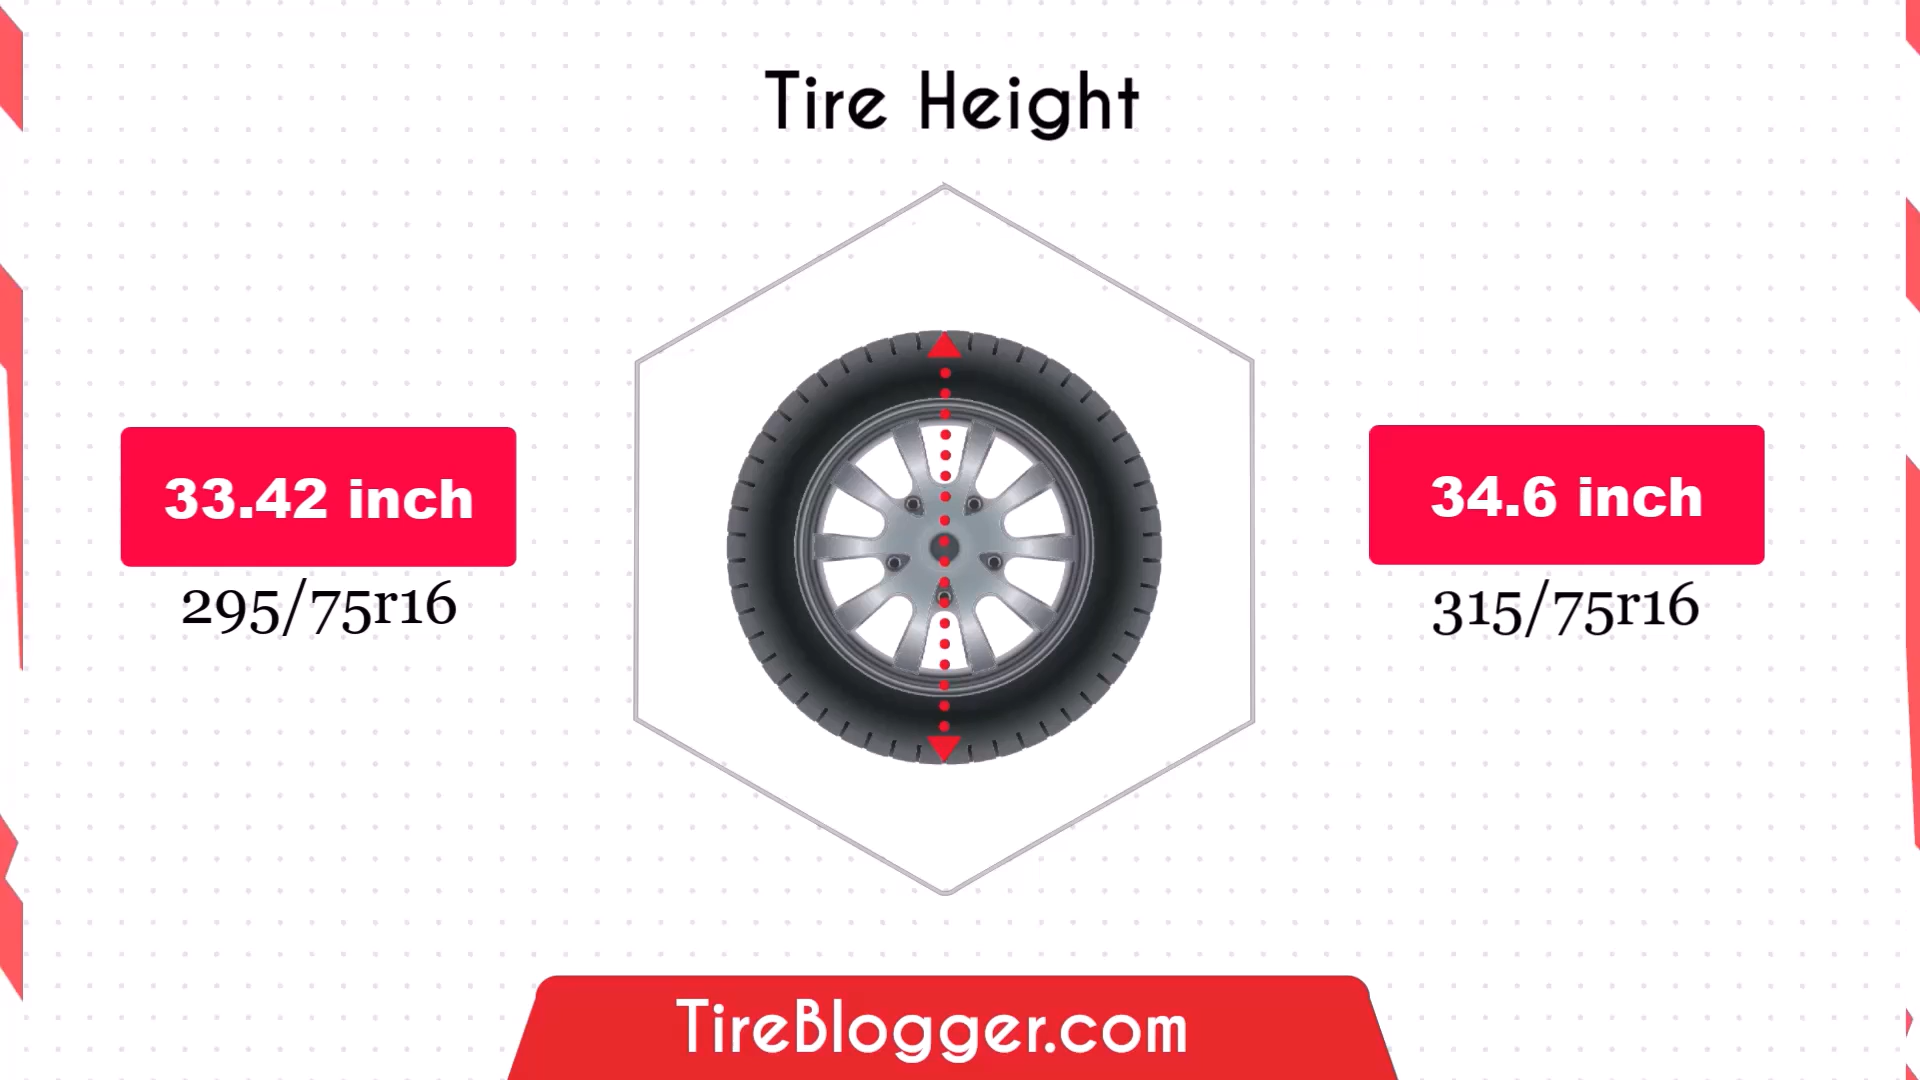 Tire Height
33.42 inch
295/75r16
34.6 inch
315/75r16
TireBlogger.com